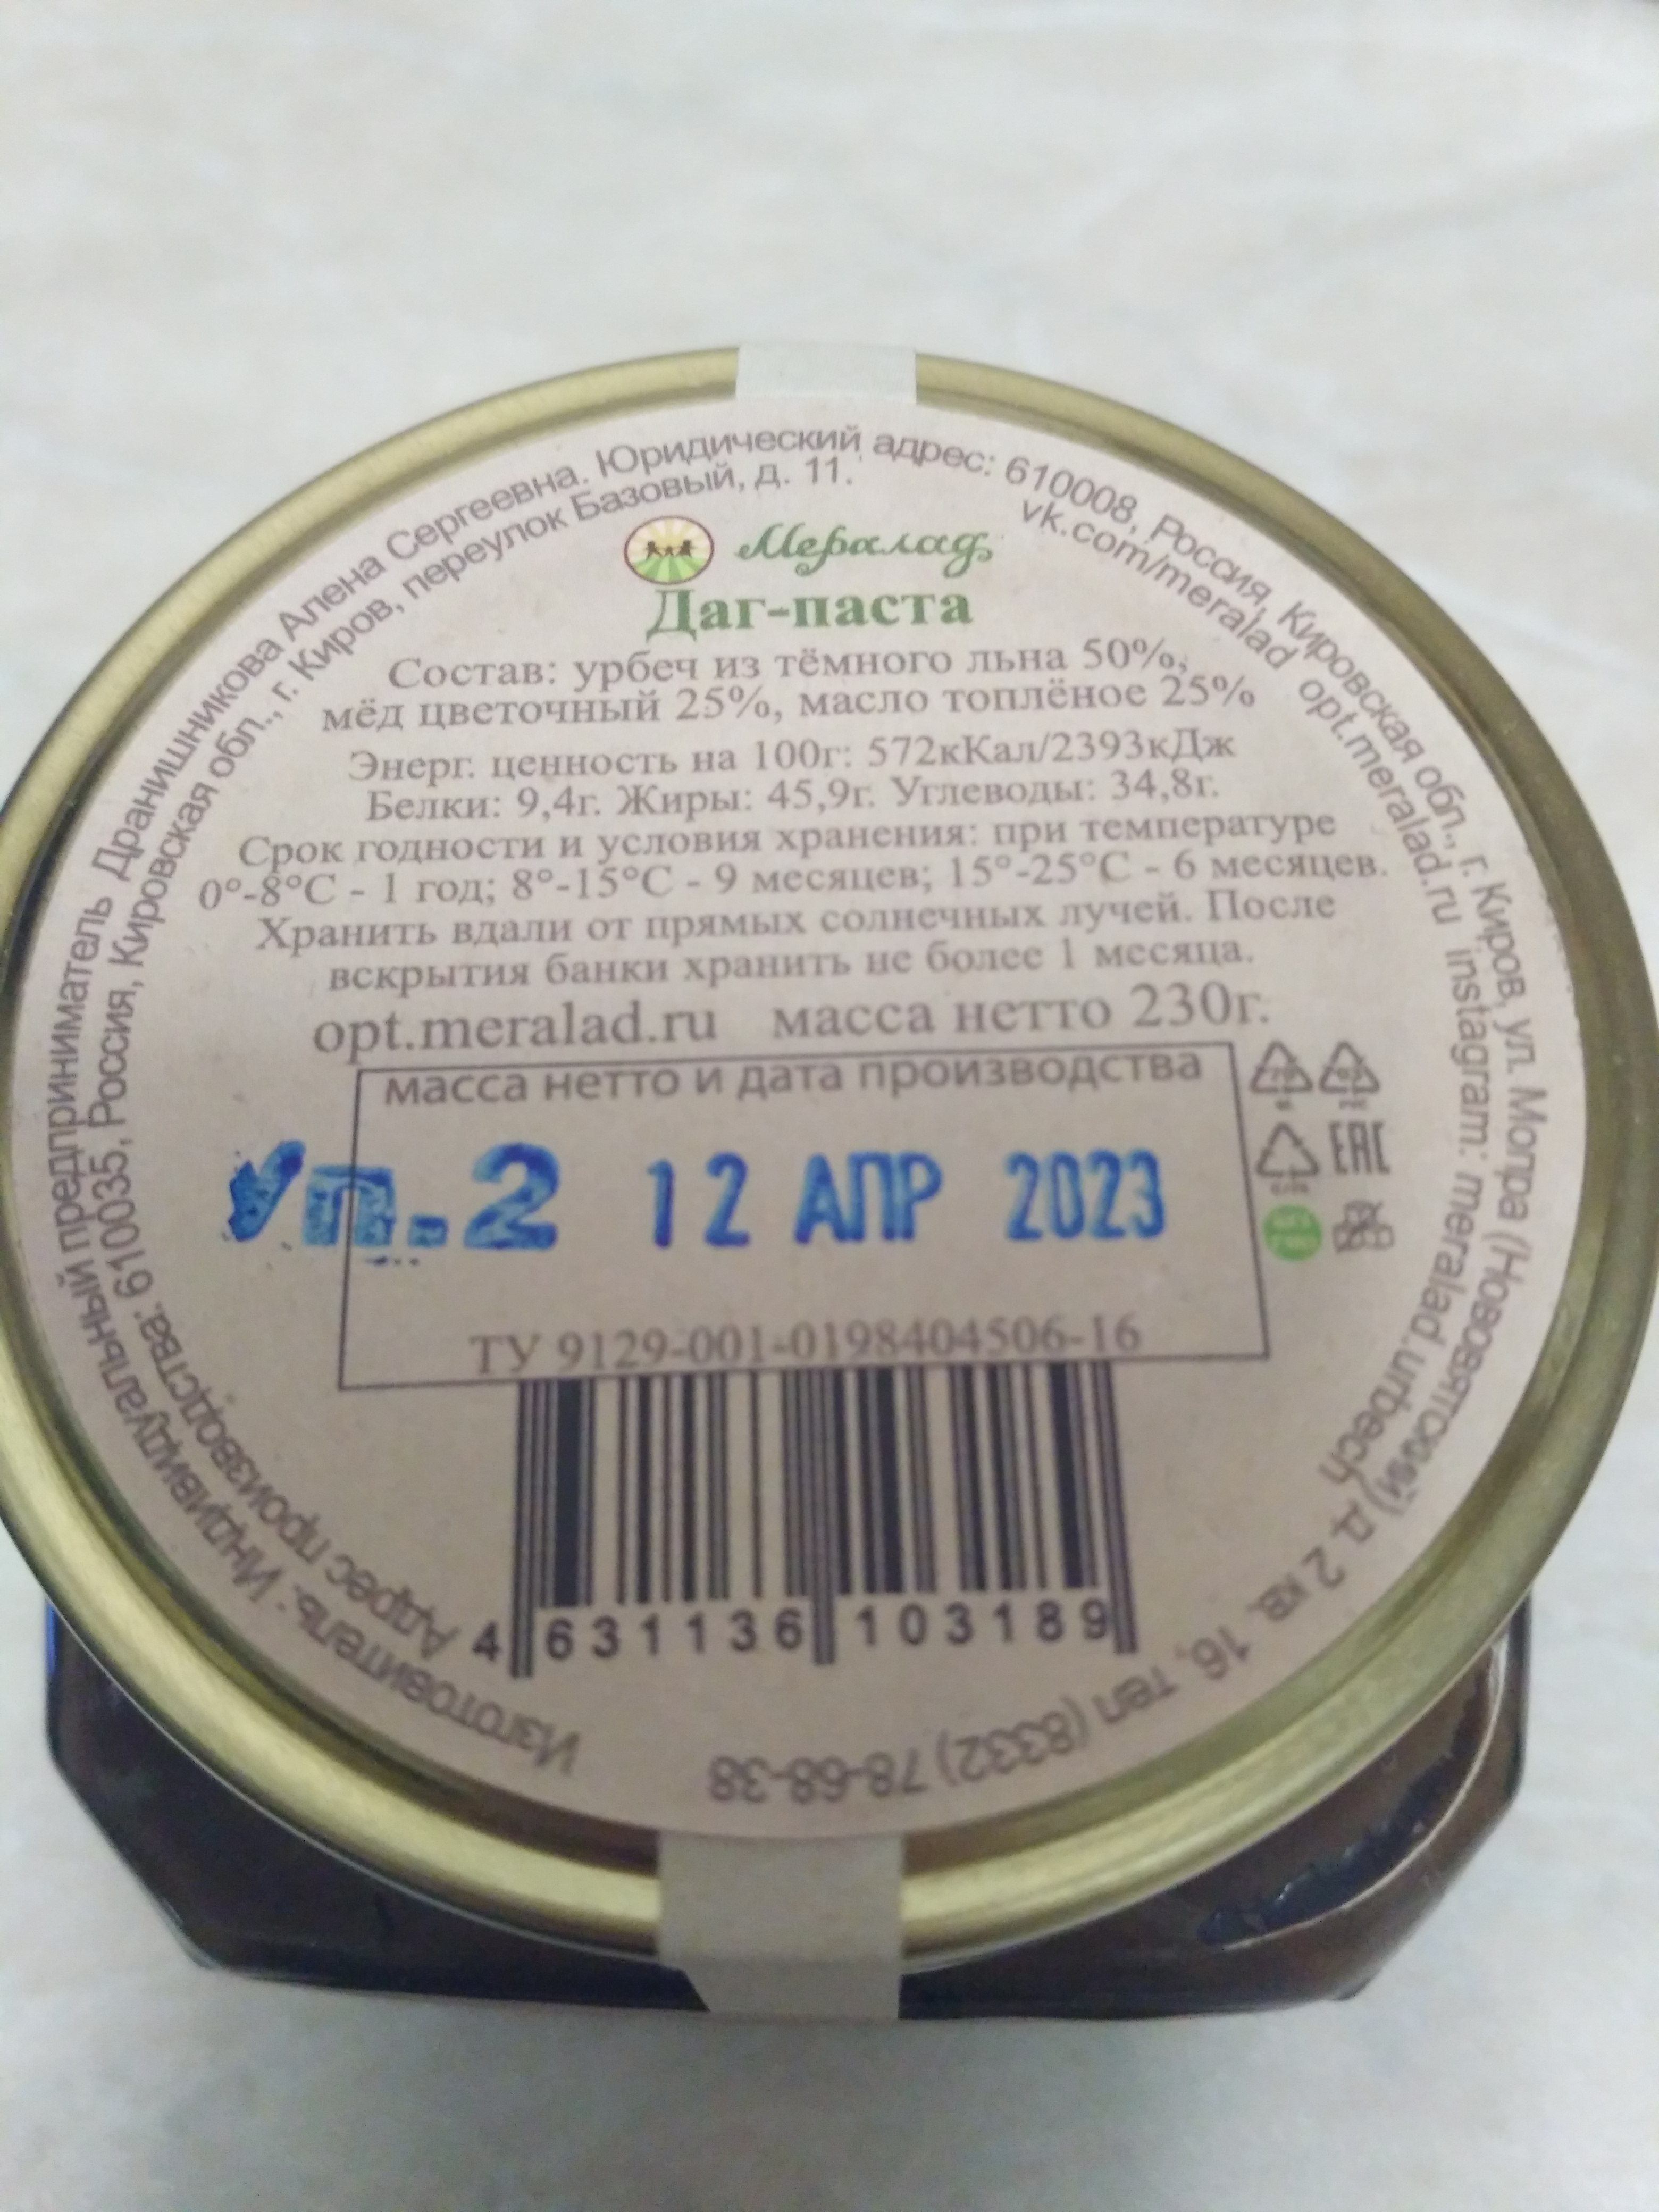 Изготовитель: Индивидуальный предприниматель Дранишникова Алена Сергеевна. Юридический адрес: 610008, Россия, Кировская обл., г. Киров, ул. Мопра (Нововятский) д. 2 кв. 16, тел (8332) 78-68-38
Адрес производства: 610035, Россия, Кировская обл., г. Киров, переулок Базовый, д. 11.
vk.com/meralad opt.meralad.ru instagram: meralad.urbech
Мералад
Даг-паста
Состав: урбеч из тёмного льна 50%,
мёд цветочный 25%, масло топлёное 25%
Энерг. ценность на 100г: 572кКал/2393кДж
Белки: 9,4г. Жиры: 45,9г. Углеводы: 34,8г.
Срок годности и условия хранения: при температуре
0°-8°С - 1 год; 8°-15°С - 9 месяцев; 15°-25°С - 6 месяцев.
Хранить вдали от прямых солнечных лучей. После
вскрытия банки хранить не более 1 месяца.
opt.meralad.ru масса нетто 230г.
масса нетто и дата производства
Уп.2 12 АПР 2023
EAC
ТУ 9129-001-0198404506-16
4 631136 103189